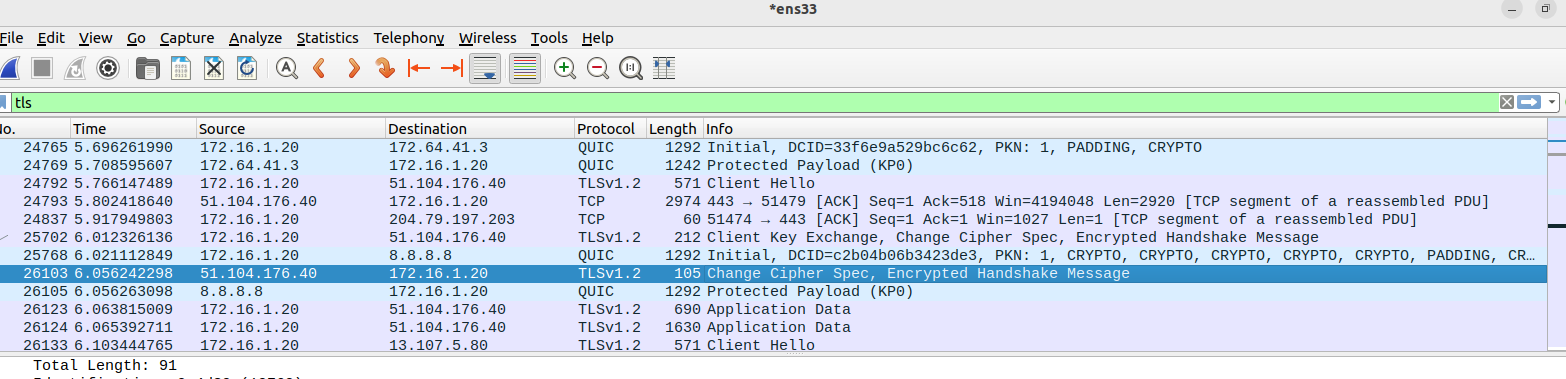 *ens33
File Edit View Go Capture Analyze Statistics Telephony Wireless Tools Help
tls
No. Time Source Destination Protocol Length Info
24765 5.696261990 172.16.1.20 172.64.41.3 QUIC 1292 Initial, DCID=33f6e9a529bc6c62, PKN: 1, PADDING, CRYPTO
24769 5.708595607 172.64.41.3 172.16.1.20 QUIC 1242 Protected Payload (KP0)
24792 5.766147489 172.16.1.20 51.104.176.40 TLSv1.2 571 Client Hello
24793 5.802418640 51.104.176.40 172.16.1.20 TCP 2974 443 → 51479 [ACK] Seq=1 Ack=518 Win=4194048 Len=2920 [TCP segment of a reassembled PDU]
24837 5.917949803 172.16.1.20 204.79.197.203 TCP 60 51474 → 443 [ACK] Seq=1 Ack=1 Win=1027 Len=1 [TCP segment of a reassembled PDU]
25702 6.012326136 172.16.1.20 51.104.176.40 TLSv1.2 212 Client Key Exchange, Change Cipher Spec, Encrypted Handshake Message
25768 6.021112849 172.16.1.20 8.8.8.8 QUIC 1292 Initial, DCID=c2b04b06b3423de3, PKN: 1, CRYPTO, CRYPTO, CRYPTO, CRYPTO, CRYPTO, PADDING, CR…
26103 6.056242298 51.104.176.40 172.16.1.20 TLSv1.2 105 Change Cipher Spec, Encrypted Handshake Message
26105 6.056263098 8.8.8.8 172.16.1.20 QUIC 1292 Protected Payload (KP0)
26123 6.063815009 172.16.1.20 51.104.176.40 TLSv1.2 690 Application Data
26124 6.065392711 172.16.1.20 51.104.176.40 TLSv1.2 1630 Application Data
26133 6.103444765 172.16.1.20 13.107.5.80 TLSv1.2 571 Client Hello
Total Length: 91